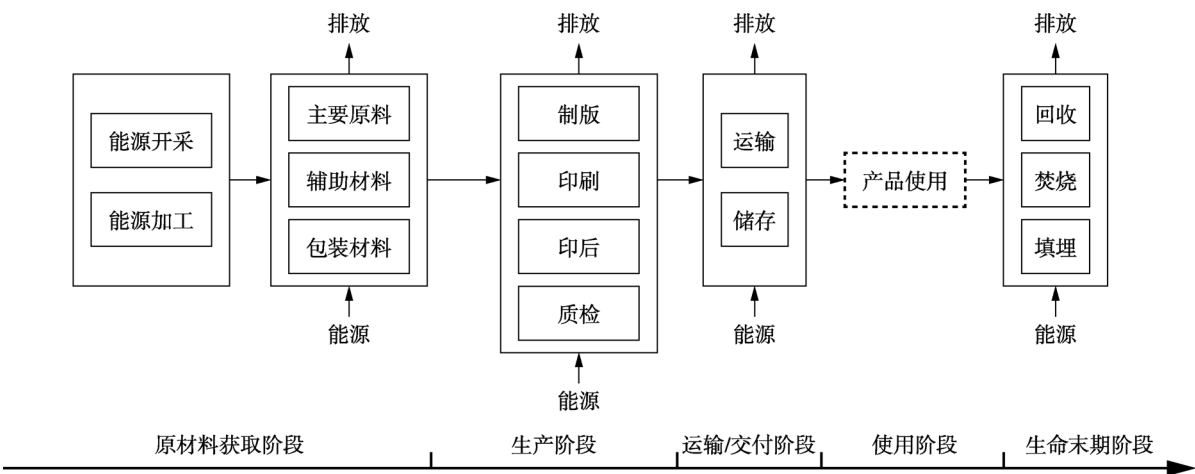 排放
排放
排放
排放
能源开采
能源加工
主要原料
辅助材料
包装材料
制版
印刷
印后
质检
运输
储存
产品使用
回收
焚烧
填埋
能源
能源
能源
能源
原材料获取阶段
生产阶段
运输/交付阶段
使用阶段
生命末期阶段